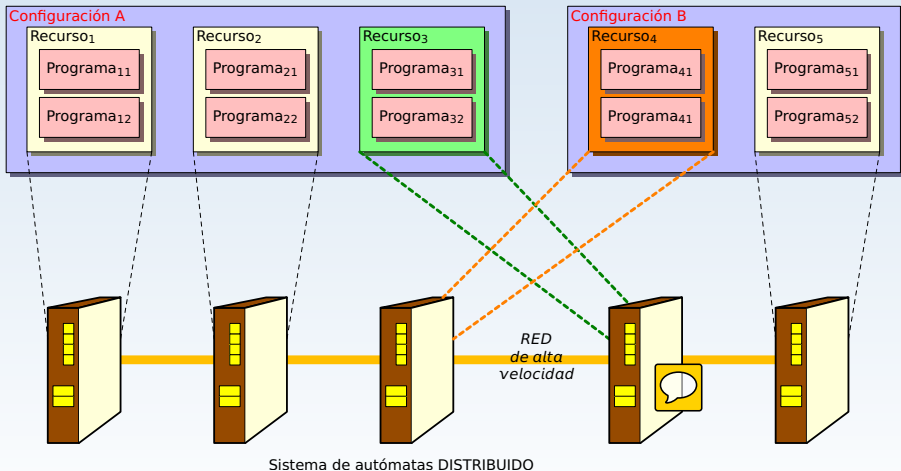 Configuración A
Configuración B
Recurso1
Programa11
Programa12
Recurso2
Programa21
Programa22
Recurso3
Programa31
Programa32
Recurso4
Programa41
Programa41
Recurso5
Programa51
Programa52
RED
de alta
velocidad
Sistema de autómatas DISTRIBUIDO